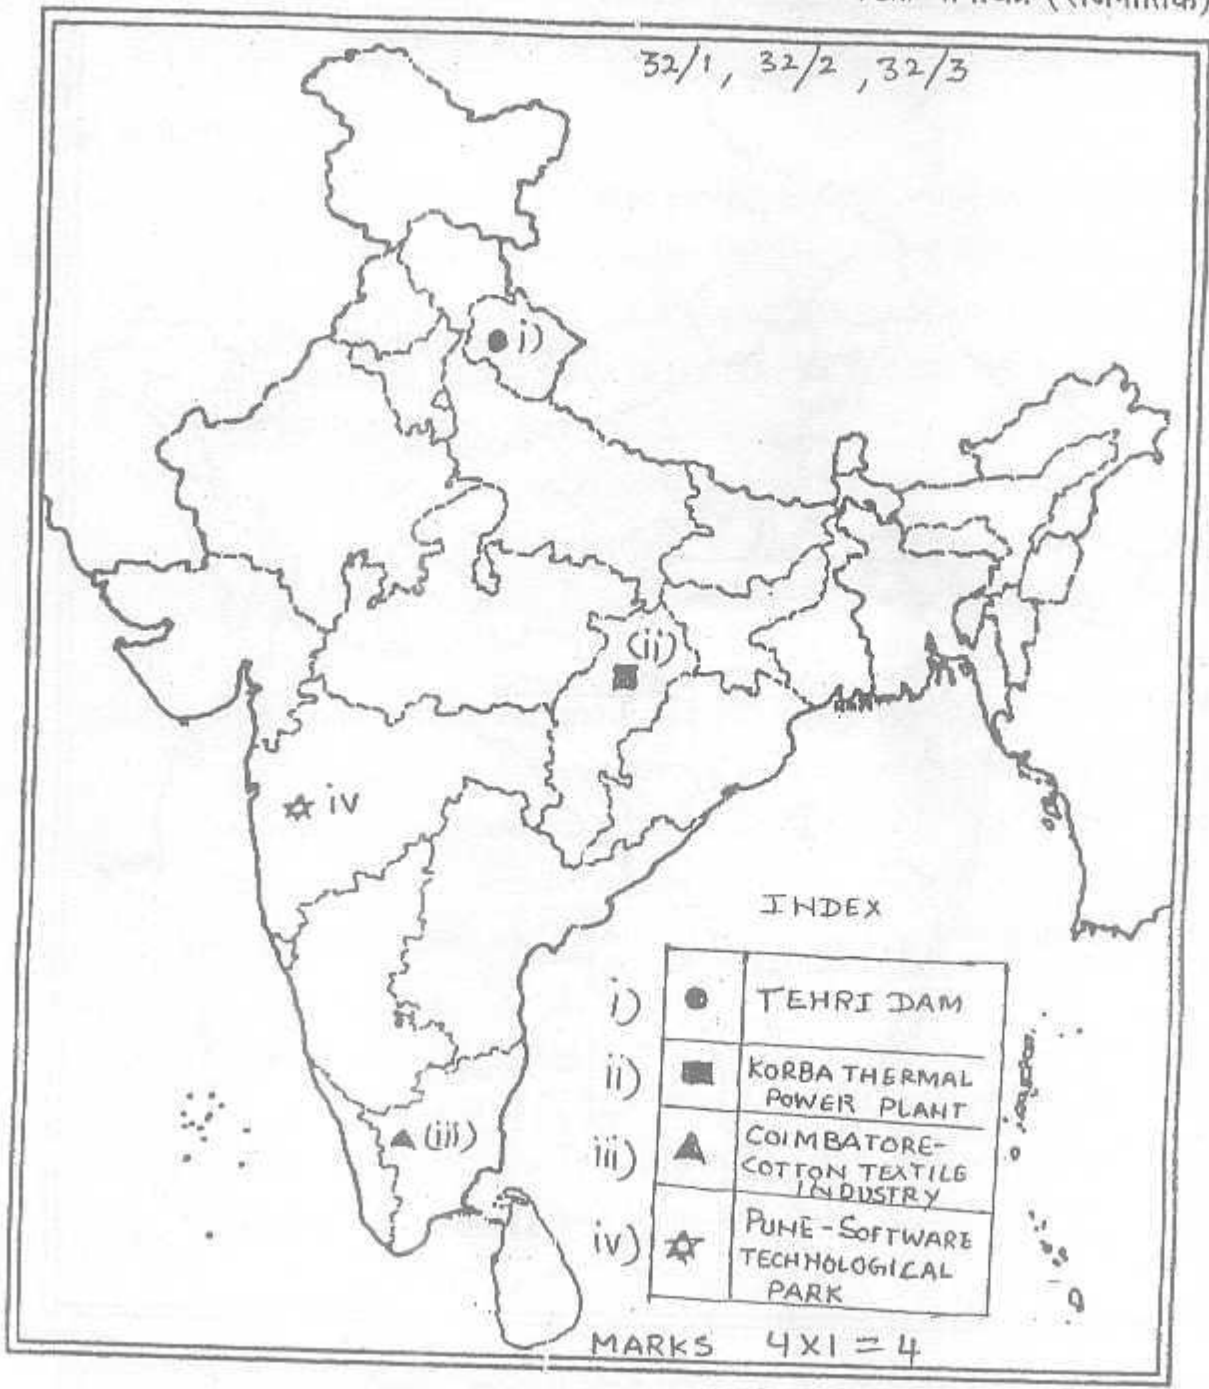 32/1, 32/2, 32/3
i)
(ii)
iv
(iii)
INDEX
i) TEHRI DAM
ii) KORBA THERMAL
POWER PLANT
iii) COIMBATORE-
COTTON TEXTILE
INDUSTRY
iv) PUNE-SOFTWARE
TECHNOLOGICAL
PARK
MARKS 4X1=4